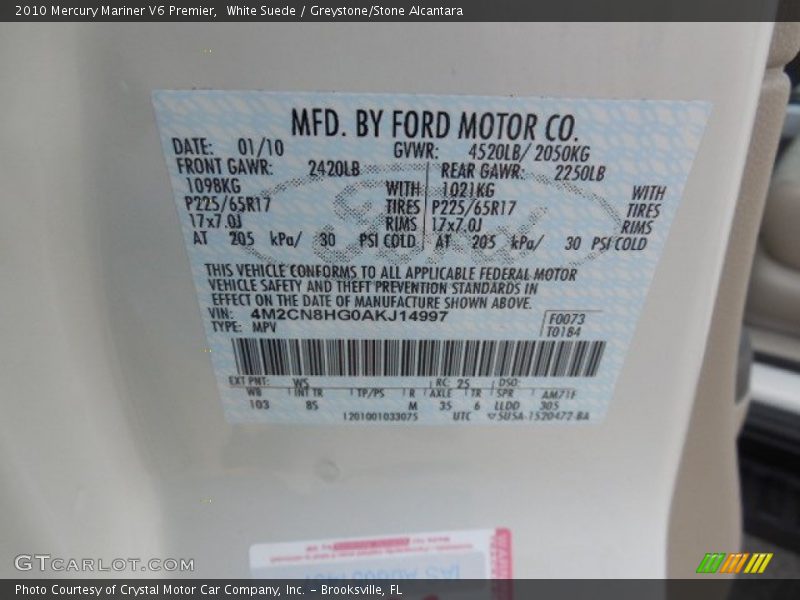 2010 Mercury Mariner V6 Premier,  White Suede / Greystone/Stone Alcantara
MFD. BY FORD MOTOR CO.
DATE: 01/10 GVWR: 4520LB/ 2050KG
FRONT GAWR: 2420LB REAR GAWR: 2250LB
1098KG WITH 1021KG WITH
P225/65R17 TIRES P225/65R17 TIRES
17x7.0J RIMS 17x7.0J RIMS
AT 205 kPa/ 30 PSI COLD AT 205 kPa/ 30 PSI COLD
THIS VEHICLE CONFORMS TO ALL APPLICABLE FEDERAL MOTOR
VEHICLE SAFETY AND THEFT PREVENTION STANDARDS IN
EFFECT ON THE DATE OF MANUFACTURE SHOWN ABOVE.
VIN: 4M2CN8HG0AKJ14997 F0073
TYPE: MPV T0184
EXT PNT: WS RC: 25 DSO:
WB INT TR TP/PS R AXLE TR SPR AM71F
103 85 M 35 6 LLDD 305
1201001033075 UTC 5U5A-1520472-BA
GTCARLOT.COM
Photo Courtesy of Crystal Motor Car Company, Inc. – Brooksville, FL